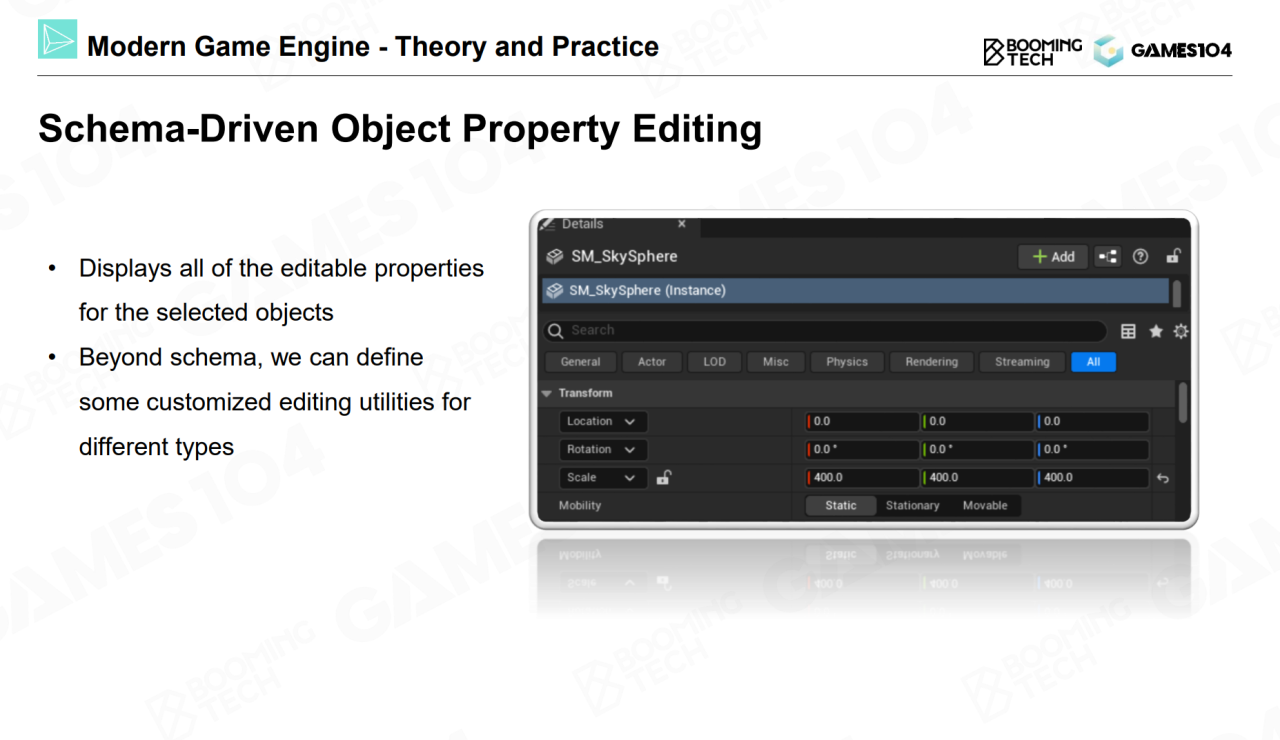 Modern Game Engine - Theory and Practice
BOOMING
TECH
GAMES104
Schema-Driven Object Property Editing
• Displays all of the editable properties
for the selected objects
• Beyond schema, we can define
some customized editing utilities for
different types
Details
SM_SkySphere
Add
SM_SkySphere (Instance)
Search
General Actor LOD Misc Physics Rendering Streaming All
Transform
Location 0.0 0.0 0.0
Rotation 0.0 ° 0.0 ° 0.0 °
Scale 400.0 400.0 400.0
Mobility Static Stationary Movable